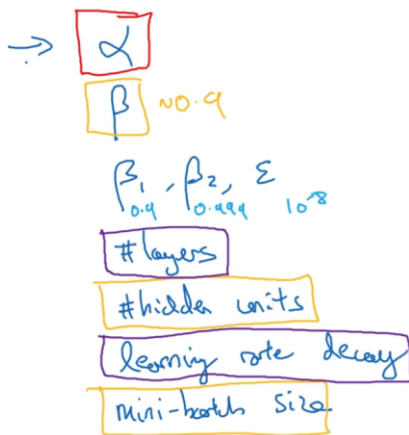 → α
β ~0.9
β₁, β₂, ε
0.9 0.999 10⁻⁸
#layers
#hidden units
learning rate decay
mini-batch size